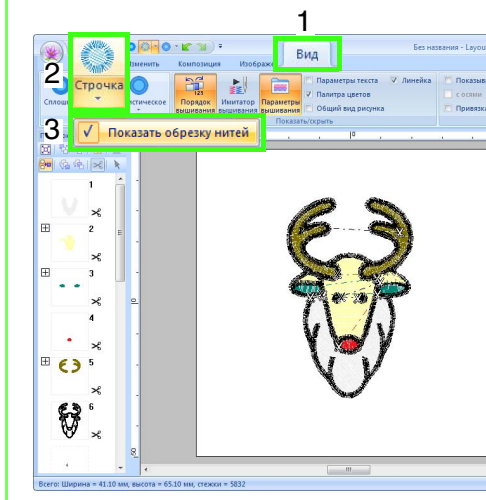 1
Без названия - Layou
Вид
2
Изменить
Композиция
Изобра
Строчка
Сплош
стическое
Порядок вышивания
Имитатор вышивания
Параметры вышивания
Параметры текста
Линейка
Показыв
Палитра цветов
с осями
Общий вид рисунка
Привязк
Показать/скрыть
3
Показать обрезку нитей
1
2
3
4
5
6
Всего: Ширина = 41.10 мм, высота = 65.10 мм, стежки = 5832